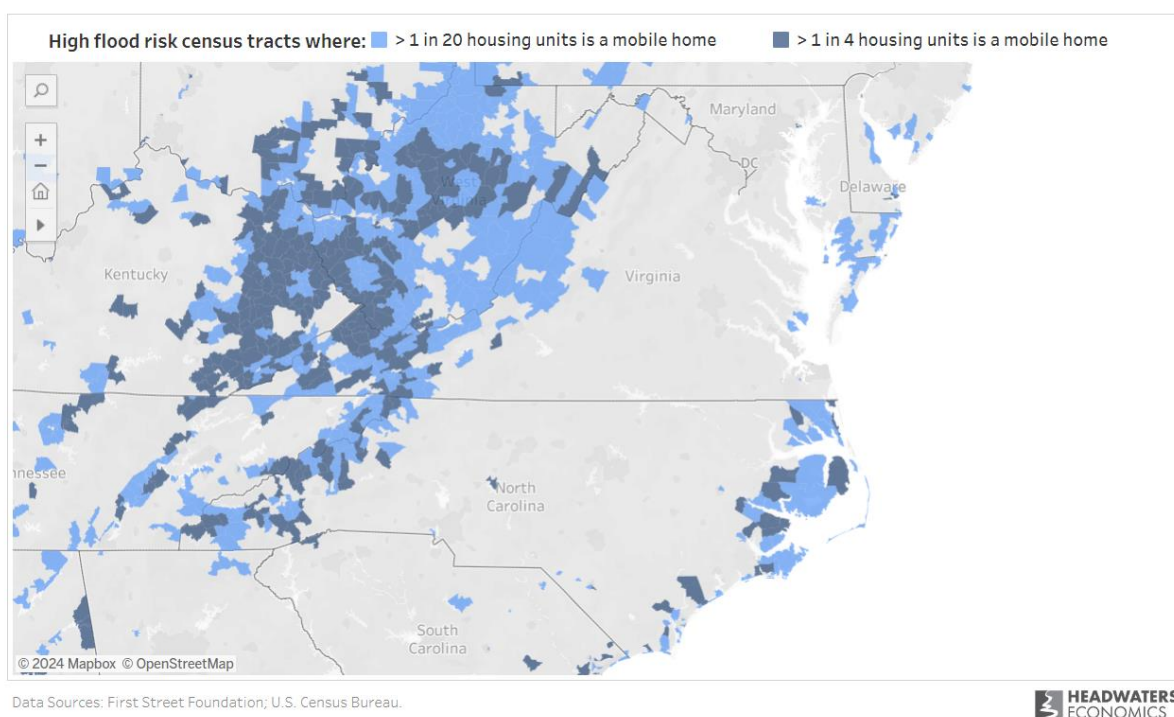 High flood risk census tracts where: > 1 in 20 housing units is a mobile home > 1 in 4 housing units is a mobile home
Maryland
DC
West
Virginia
Delaware
Kentucky
Virginia
nnessee
North
Carolina
South
Carolina
© 2024 Mapbox © OpenStreetMap
Data Sources: First Street Foundation; U.S. Census Bureau.
HEADWATERS
ECONOMICS